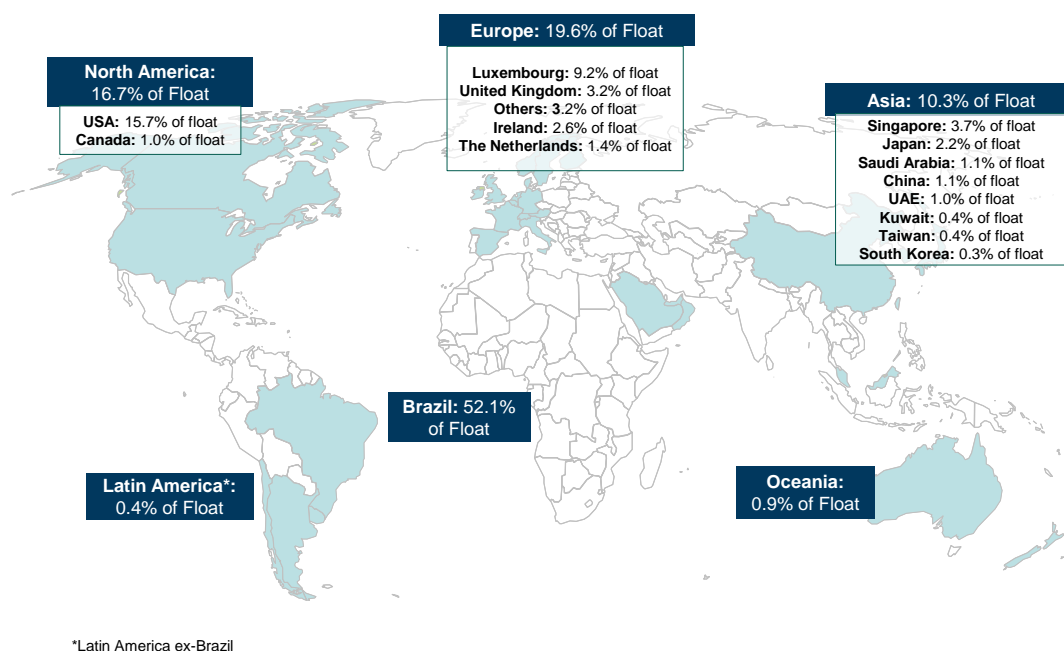 Europe: 19.6% of Float
Luxembourg: 9.2% of float
United Kingdom: 3.2% of float
Others: 3.2% of float
Ireland: 2.6% of float
The Netherlands: 1.4% of float
North America:
16.7% of Float
USA: 15.7% of float
Canada: 1.0% of float
Asia: 10.3% of Float
Singapore: 3.7% of float
Japan: 2.2% of float
Saudi Arabia: 1.1% of float
China: 1.1% of float
UAE: 1.0% of float
Kuwait: 0.4% of float
Taiwan: 0.4% of float
South Korea: 0.3% of float
Brazil: 52.1%
of Float
Latin America*:
0.4% of Float
Oceania:
0.9% of Float
*Latin America ex-Brazil